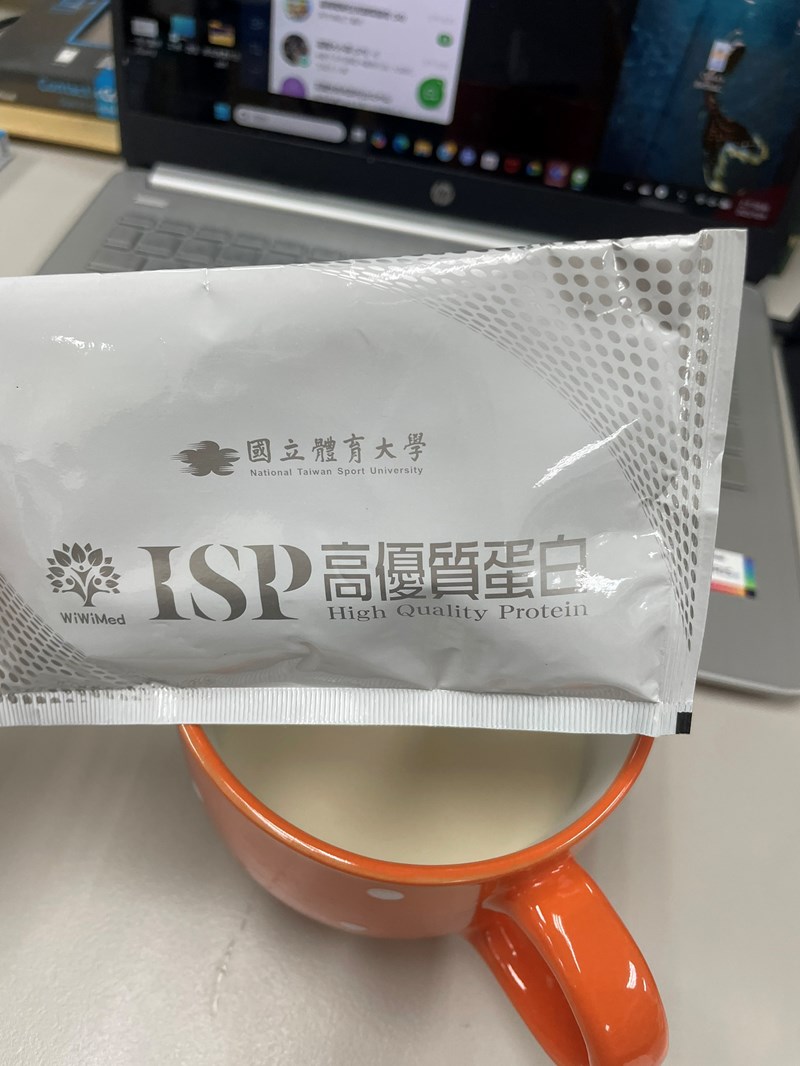 國立體育大學
National Taiwan Sport University
WiWiMed
ISP高優質蛋白
High Quality Protein
hp